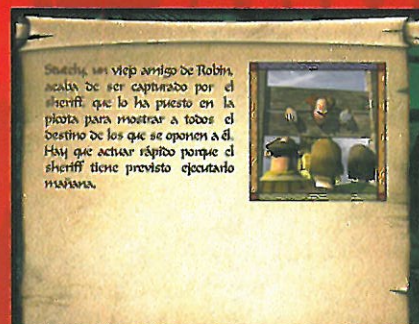 Stutely, un viejo amigo de Robin,
acaba de ser capturado por el
sheriff, que lo ha puesto en la
picota para mostrar a todos el
destino de los que se oponen a él.
Hay que actuar rápido porque el
sheriff tiene previsto ejecutarlo
mañana.